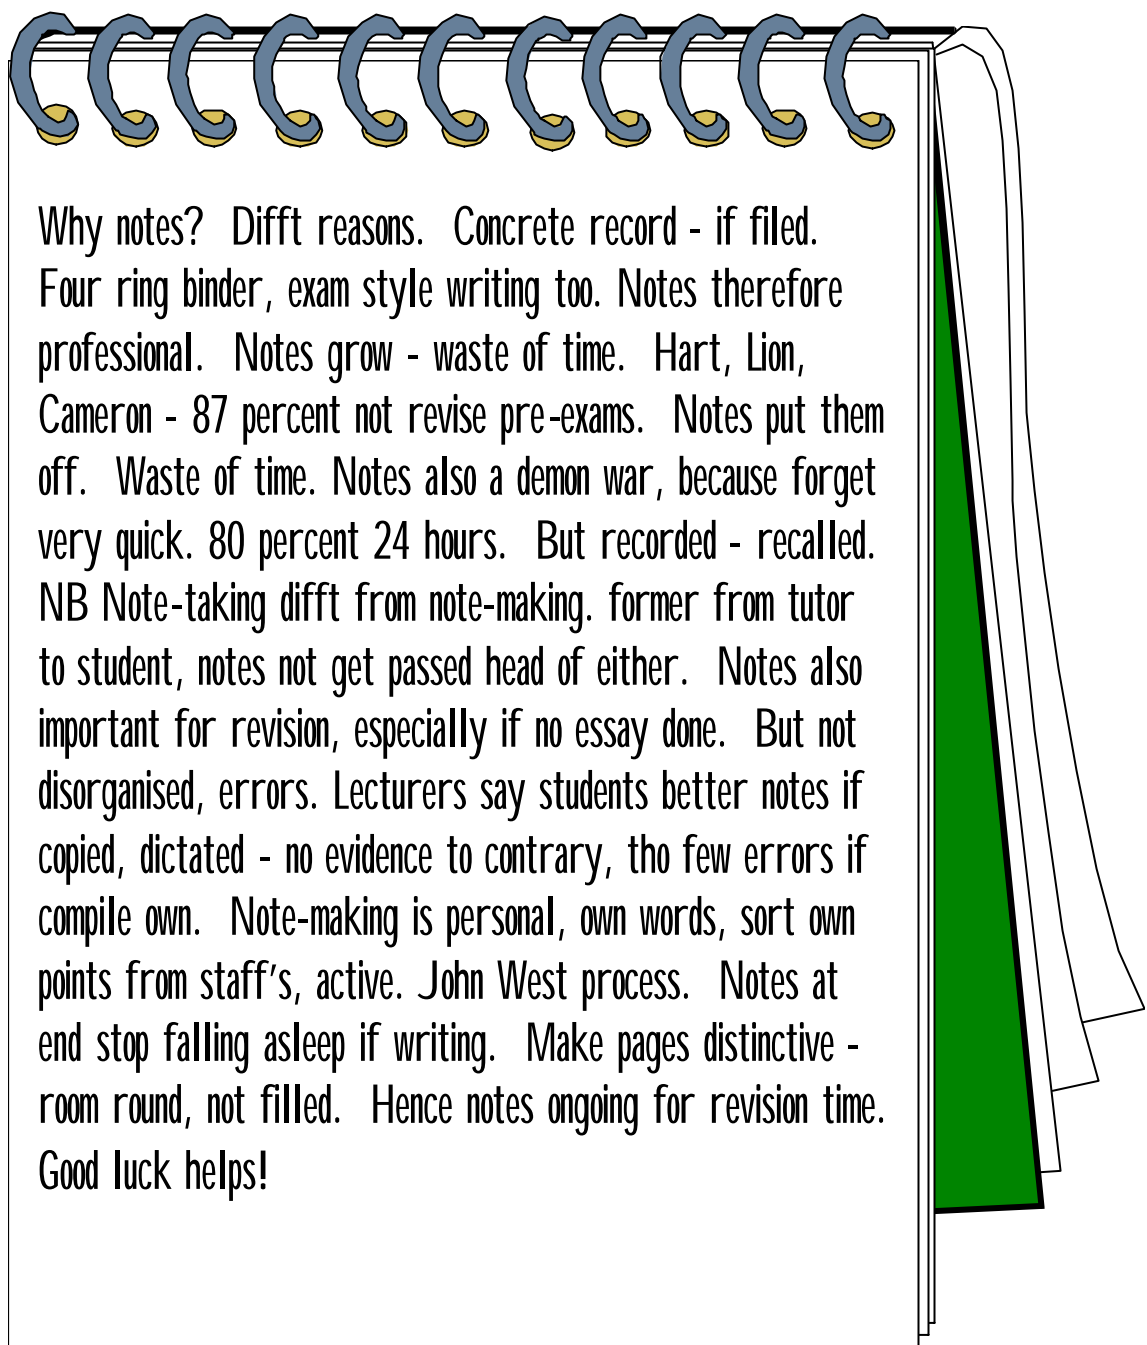 Why notes? Difft reasons. Concrete record - if filed.
Four ring binder, exam style writing too. Notes therefore
professional. Notes grow - waste of time. Hart, Lion,
Cameron - 87 percent not revise pre-exams. Notes put them
off. Waste of time. Notes also a demon war, because forget
very quick. 80 percent 24 hours. But recorded - recalled.
NB Note-taking difft from note-making. former from tutor
to student, notes not get passed head of either. Notes also
important for revision, especially if no essay done. But not
disorganised, errors. Lecturers say students better notes if
copied, dictated - no evidence to contrary, tho few errors if
compile own. Note-making is personal, own words, sort own
points from staff's, active. John West process. Notes at
end stop falling asleep if writing. Make pages distinctive -
room round, not filled. Hence notes ongoing for revision time.
Good luck helps!